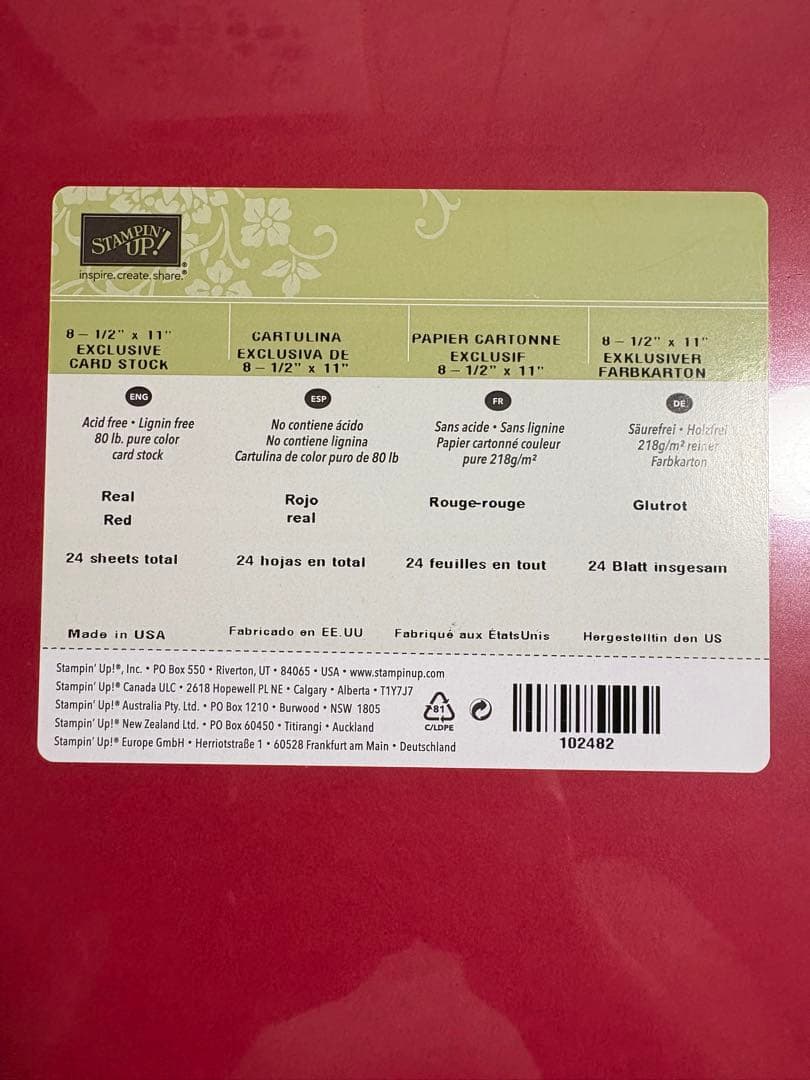 STAMPIN' UP!®
inspire. create. share.®
8 – 1/2" x 11"
EXCLUSIVE
CARD STOCK
ENG
Acid free • Lignin free
80 lb. pure color
card stock
Real
Red
24 sheets total
Made in USA
CARTULINA
EXCLUSIVA DE
8 – 1/2" x 11"
ESP
No contiene ácido
No contiene lignina
Cartulina de color puro de 80 lb
Rojo
real
24 hojas en total
Fabricado en EE.UU
PAPIER CARTONNE
EXCLUSIF
8 – 1/2" x 11"
FR
Sans acide • Sans lignine
Papier cartonné couleur
pure 218g/m²
Rouge-rouge
24 feuilles en tout
Fabriqué aux ÉtatsUnis
8 – 1/2" x 11"
EXKLUSIVER
FARBKARTON
DE
Säurefrei • Holzfrei
218g/m² reiner
Farbkarton
Glutrot
24 Blatt insgesam
Hergestelltin den US
Stampin' Up!®, Inc. • PO Box 550 • Riverton, UT • 84065 • USA • www.stampinup.com
Stampin' Up!® Canada ULC • 2618 Hopewell PL NE • Calgary • Alberta • T1Y7J7
Stampin' Up!® Australia Pty. Ltd. • PO Box 1210 • Burwood • NSW 1805
Stampin' Up!® New Zealand Ltd. • PO Box 60450 • Titirangi • Auckland
Stampin' Up!® Europe GmbH • Herriotstraße 1 • 60528 Frankfurt am Main • Deutschland
81
C/LDPE
102482